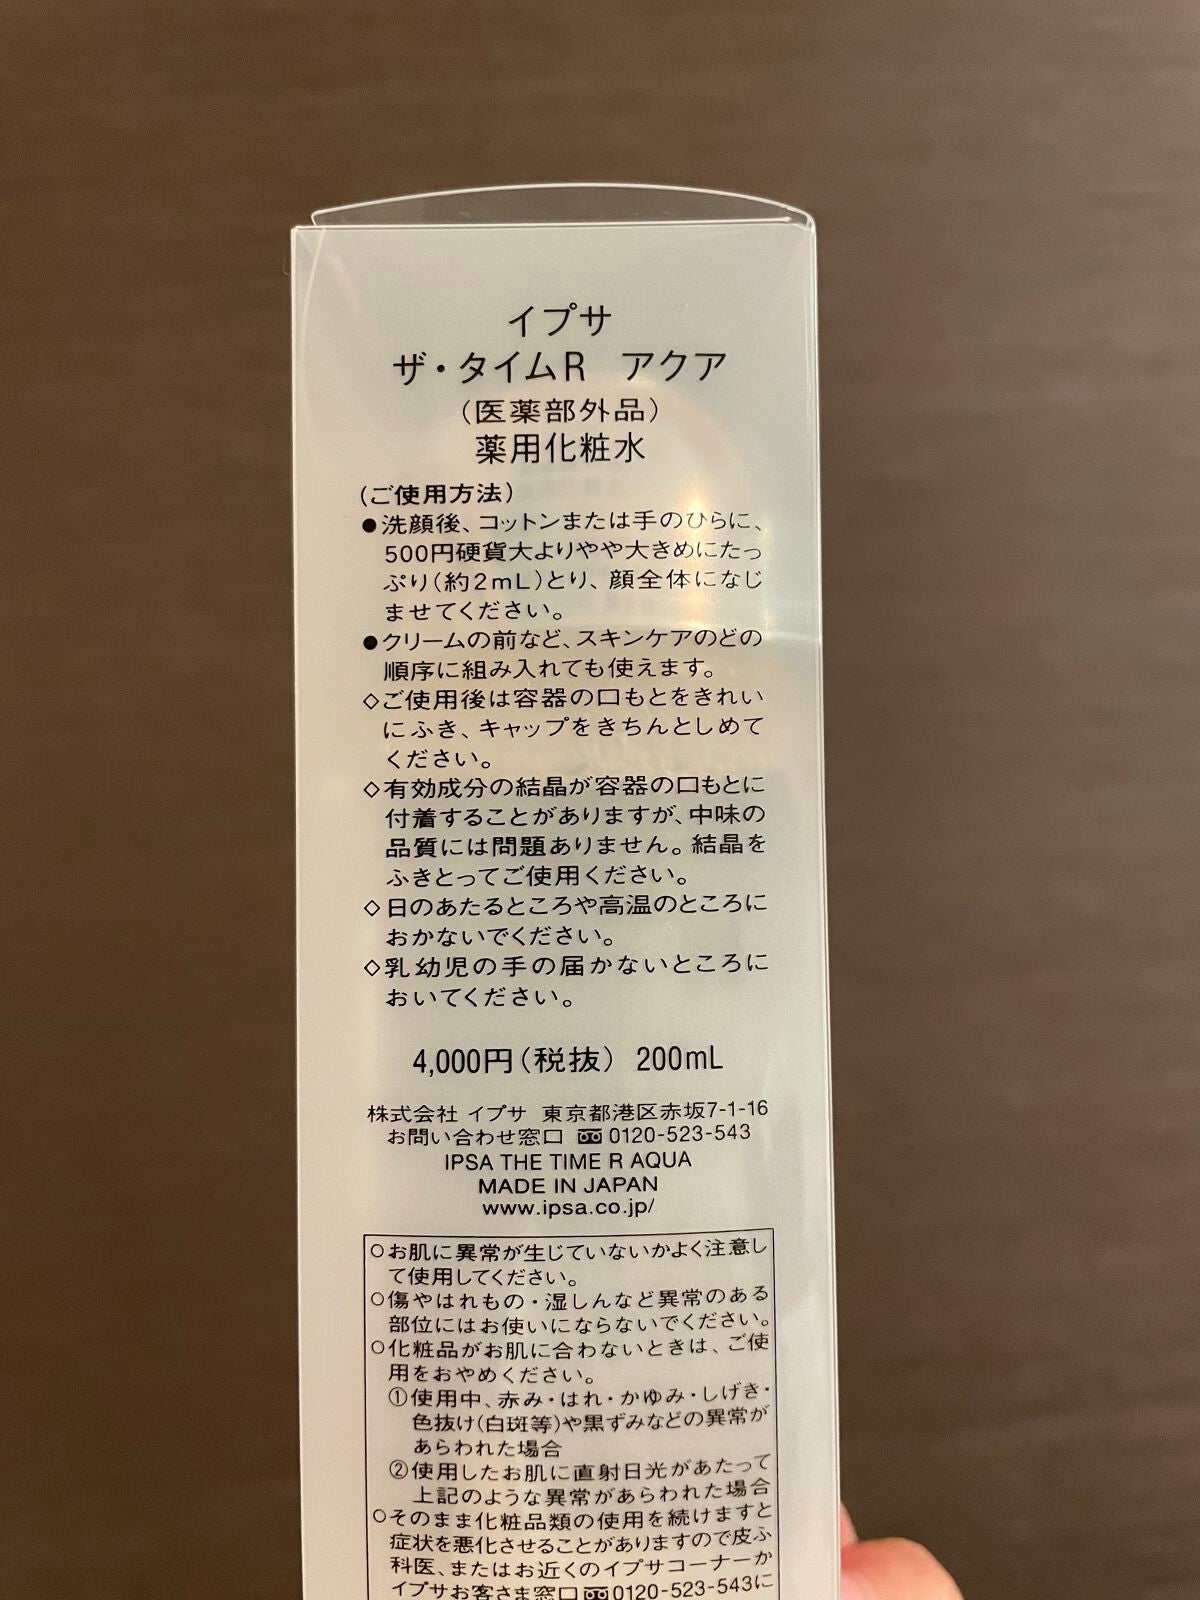 イプサ
ザ・タイムR アクア
(医薬部外品)
薬用化粧水
(ご使用方法)
●洗顔後、コットンまたは手のひらに、
500円硬貨大よりやや大きめにたっ
ぷり(約2mL)とり、顔全体になじ
ませてください。
●クリームの前など、スキンケアのどの
順序に組み入れても使えます。
◇ご使用後は容器の口もとをきれい
にふき、キャップをきちんとしめて
ください。
◇有効成分の結晶が容器の口もとに
付着することがありますが、中味の
品質には問題ありません。結晶を
ふきとってご使用ください。
◇日のあたるところや高温のところに
おかないでください。
◇乳幼児の手の届かないところに
おいてください。
4,000円(税抜) 200mL
株式会社 イプサ 東京都港区赤坂7-1-16
お問い合わせ窓口 0120-523-543
IPSA THE TIME R AQUA
MADE IN JAPAN
www.ipsa.co.jp/
○お肌に異常が生じていないかよく注意し
て使用してください。
○傷やはれもの・湿しんなど異常のある
部位にはお使いにならないでください。
○化粧品がお肌に合わないときは、ご使
用をおやめください。
①使用中、赤み・はれ・かゆみ・しげき・
色抜け(白斑等)や黒ずみなどの異常が
あらわれた場合
②使用したお肌に直射日光があたって
上記のような異常があらわれた場合
○そのまま化粧品類の使用を続けますと
症状を悪化させることがありますので皮ふ
科医、またはお近くのイプサコーナーか
イプサお客さま窓口0120-523-543に